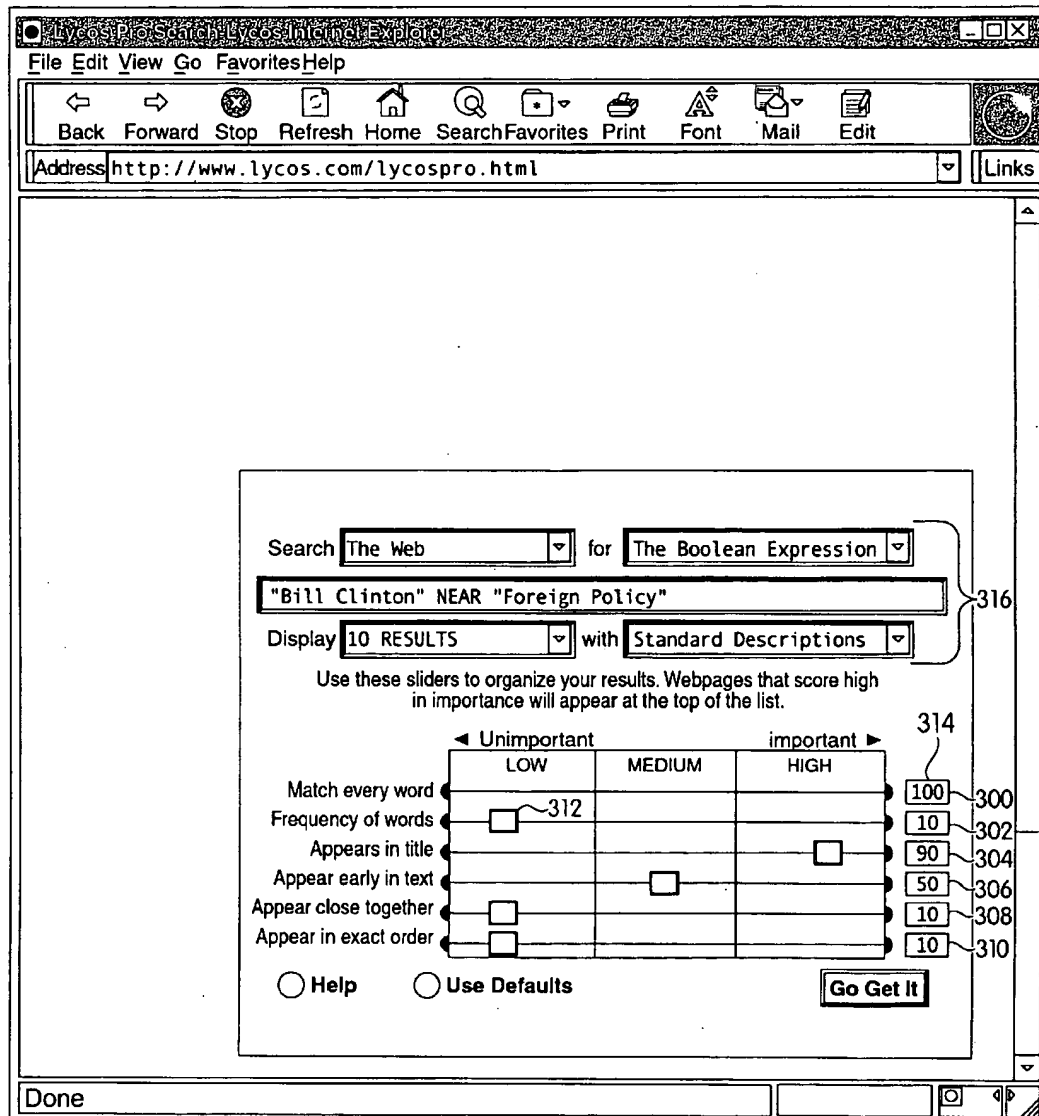 Lycos Pro Search-Lycos Internet Explorer
File Edit View Go Favorites Help
Back Forward Stop Refresh Home Search Favorites Print Font Mail Edit
Address http://www.lycos.com/lycospro.html Links
Search The Web for The Boolean Expression
"Bill Clinton" NEAR "Foreign Policy"
316
Display 10 RESULTS with Standard Descriptions
Use these sliders to organize your results. Webpages that score high
in importance will appear at the top of the list.
314
◄ Unimportant important ►
LOW MEDIUM HIGH
Match every word 100 300
Frequency of words 312 10 302
Appears in title 90 304
Appear early in text 50 306
Appear close together 10 308
Appear in exact order 10 310
Help Use Defaults Go Get It
Done